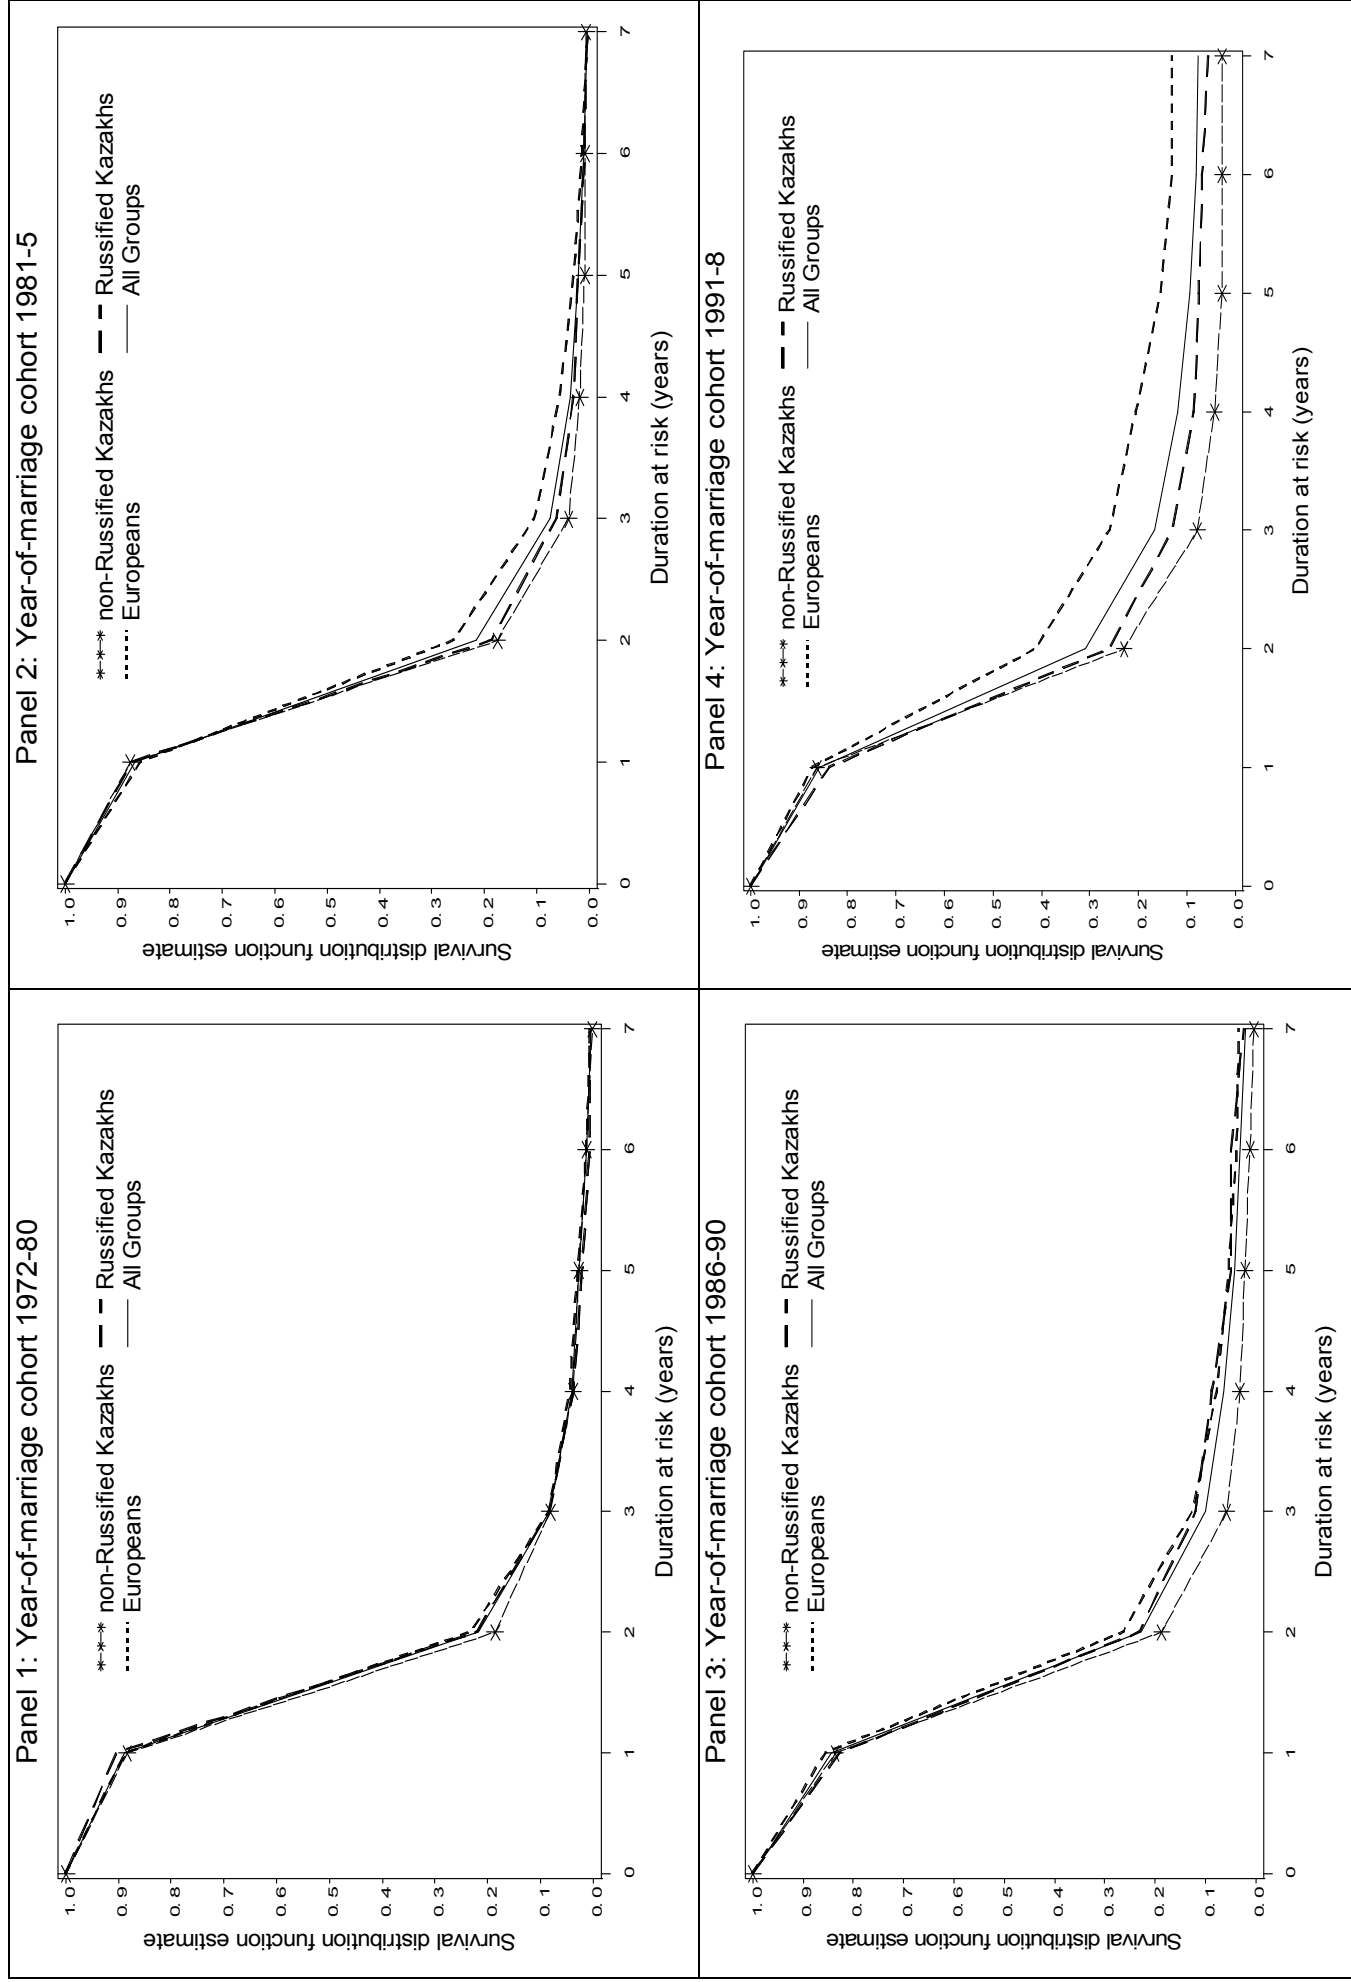 Panel 1: Year-of-marriage cohort 1972-80
non-Russified Kazakhs
Russified Kazakhs
Europeans
All Groups
Survival distribution function estimate
1.0
0.9
0.8
0.7
0.6
0.5
0.4
0.3
0.2
0.1
0.0
0 1 2 3 4 5 6 7
Duration at risk (years)
Panel 2: Year-of-marriage cohort 1981-5
non-Russified Kazakhs
Russified Kazakhs
Europeans
All Groups
Survival distribution function estimate
1.0
0.9
0.8
0.7
0.6
0.5
0.4
0.3
0.2
0.1
0.0
0 1 2 3 4 5 6 7
Duration at risk (years)
Panel 3: Year-of-marriage cohort 1986-90
non-Russified Kazakhs
Russified Kazakhs
Europeans
All Groups
Survival distribution function estimate
1.0
0.9
0.8
0.7
0.6
0.5
0.4
0.3
0.2
0.1
0.0
0 1 2 3 4 5 6 7
Duration at risk (years)
Panel 4: Year-of-marriage cohort 1991-8
non-Russified Kazakhs
Russified Kazakhs
Europeans
All Groups
Survival distribution function estimate
1.0
0.9
0.8
0.7
0.6
0.5
0.4
0.3
0.2
0.1
0.0
0 1 2 3 4 5 6 7
Duration at risk (years)